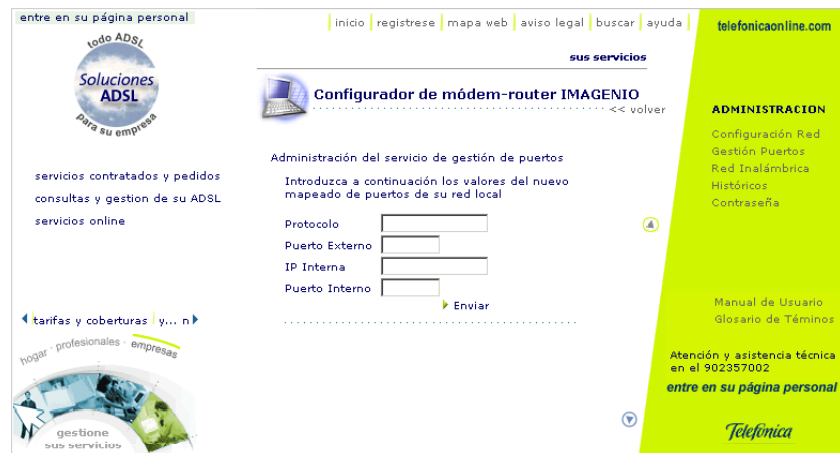 entre en su página personal
inicio registrese mapa web aviso legal buscar ayuda
telefonicaonline.com
todo ADSL
Soluciones
ADSL
para su empresa
sus servicios
Configurador de módem-router IMAGENIO
<< volver
servicios contratados y pedidos
consultas y gestion de su ADSL
servicios online
Administración del servicio de gestión de puertos
Introduzca a continuación los valores del nuevo
mapeado de puertos de su red local
Protocolo
Puerto Externo
IP Interna
Puerto Interno
Enviar
ADMINISTRACION
Configuración Red
Gestión Puertos
Red Inalámbrica
Históricos
Contraseña
tarifas y coberturas y... n
hogar · profesionales · empresas
gestione
sus servicios
Manual de Usuario
Glosario de Téminos
Atención y asistencia técnica
en el 902357002
entre en su página personal
Telefónica